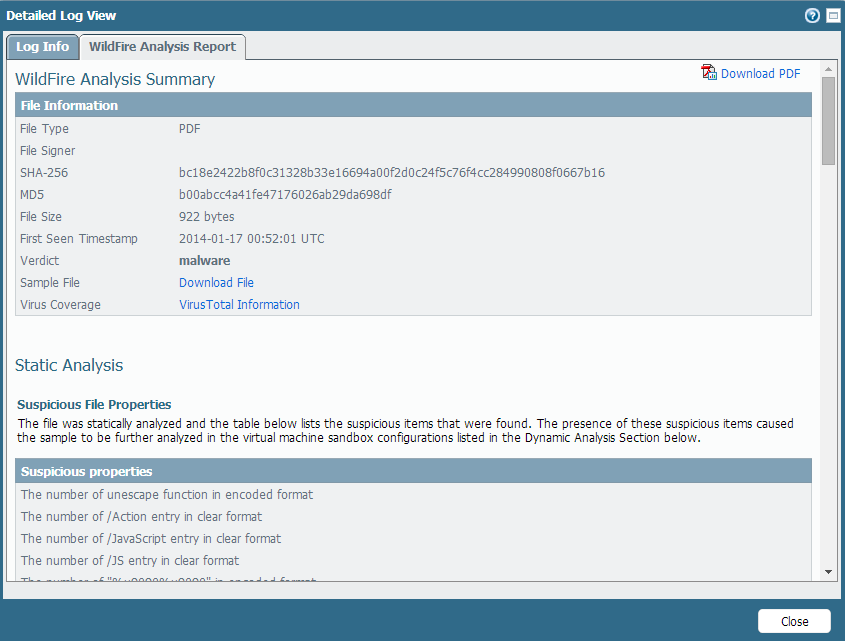 Detailed Log View
Log Info
WildFire Analysis Report
WildFire Analysis Summary
Download PDF
File Information
File Type PDF
File Signer
SHA-256 bc18e2422b8f0c31328b33e16694a00f2d0c24f5c76f4cc284990808f0667b16
MD5 b00abcc4a41fe47176026ab29da698df
File Size 922 bytes
First Seen Timestamp 2014-01-17 00:52:01 UTC
Verdict malware
Sample File Download File
Virus Coverage VirusTotal Information
Static Analysis
Suspicious File Properties
The file was statically analyzed and the table below lists the suspicious items that were found. The presence of these suspicious items caused
the sample to be further analyzed in the virtual machine sandbox configurations listed in the Dynamic Analysis Section below.
Suspicious properties
The number of unescape function in encoded format
The number of /Action entry in clear format
The number of /JavaScript entry in clear format
The number of /JS entry in clear format
The number of in encoded format
Close